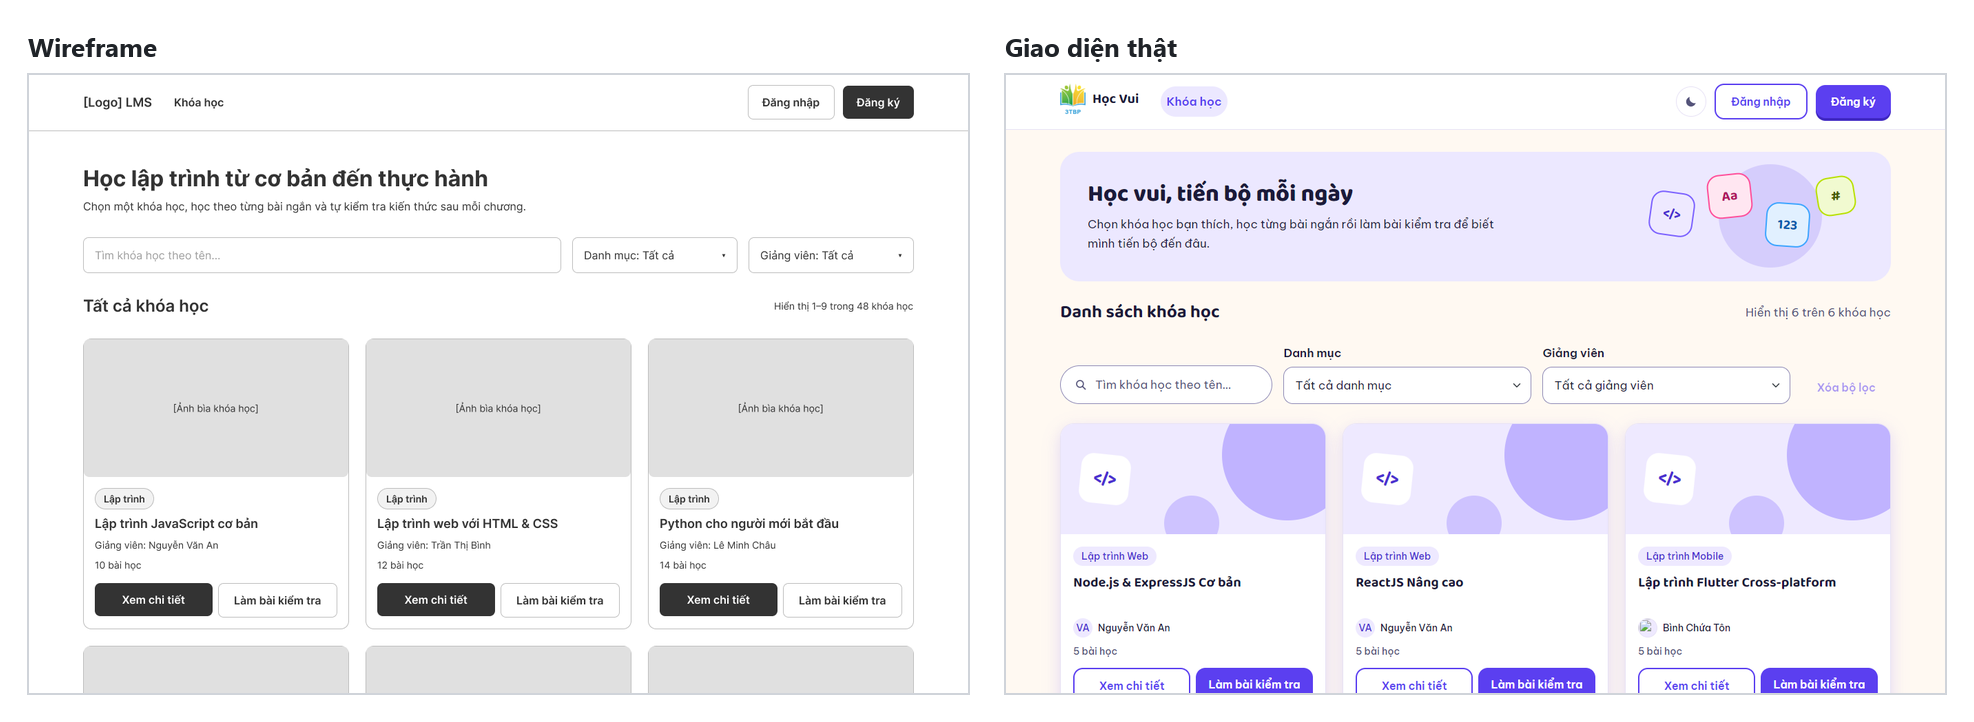 Wireframe
[Logo] LMS
Khóa học
Đăng nhập
Đăng ký
Học lập trình từ cơ bản đến thực hành
Chọn một khóa học, học theo từng bài ngắn và tự kiểm tra kiến thức sau mỗi chương.
Tìm khóa học theo tên...
Danh mục: Tất cả
Giảng viên: Tất cả
Tất cả khóa học
Hiển thị 1–9 trong 48 khóa học
[Ảnh bìa khóa học]
[Ảnh bìa khóa học]
[Ảnh bìa khóa học]
Lập trình
Lập trình JavaScript cơ bản
Giảng viên: Nguyễn Văn An
10 bài học
Xem chi tiết
Làm bài kiểm tra
Lập trình
Lập trình web với HTML & CSS
Giảng viên: Trần Thị Bình
12 bài học
Xem chi tiết
Làm bài kiểm tra
Lập trình
Python cho người mới bắt đầu
Giảng viên: Lê Minh Châu
14 bài học
Xem chi tiết
Làm bài kiểm tra
Giao diện thật
3TBP
Học Vui
Khóa học
Đăng nhập
Đăng ký
Học vui, tiến bộ mỗi ngày
Chọn khóa học bạn thích, học từng bài ngắn rồi làm bài kiểm tra để biết
mình tiến bộ đến đâu.
</>
Aa
123
#
Danh sách khóa học
Hiển thị 6 trên 6 khóa học
Tìm khóa học theo tên...
Danh mục
Tất cả danh mục
Giảng viên
Tất cả giảng viên
Xóa bộ lọc
</>
Lập trình Web
Node.js & ExpressJS Cơ bản
VA
Nguyễn Văn An
5 bài học
Xem chi tiết
Làm bài kiểm tra
</>
Lập trình Web
ReactJS Nâng cao
VA
Nguyễn Văn An
5 bài học
Xem chi tiết
Làm bài kiểm tra
</>
Lập trình Mobile
Lập trình Flutter Cross-platform
Bình Chứa Tôn
5 bài học
Xem chi tiết
Làm bài kiểm tra